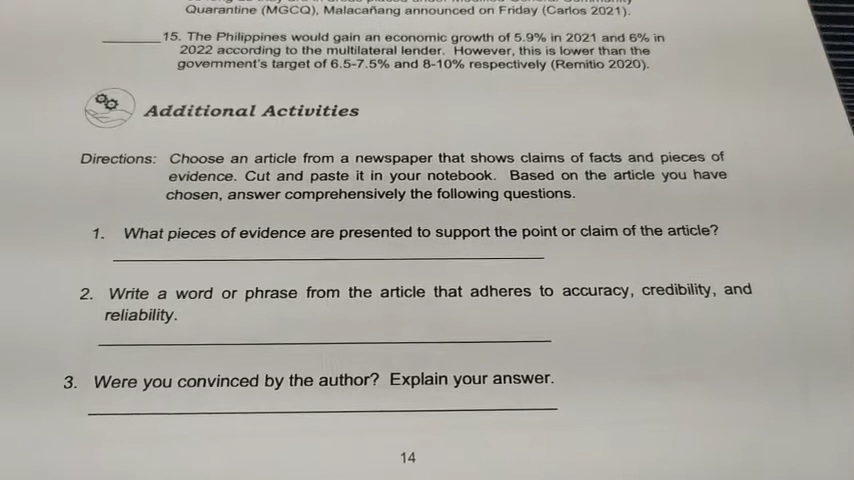 Quarantine (MGCQ), Malacañang announced on Friday (Carlos 2021).
15. The Philippines would gain an economic growth of 5.9% in 2021 and 6% in
2022 according to the multilateral lender. However, this is lower than the
government's target of 6.5-7.5% and 8-10% respectively (Remitio 2020).
Additional Activities
Directions: Choose an article from a newspaper that shows claims of facts and pieces of
evidence. Cut and paste it in your notebook. Based on the article you have
chosen, answer comprehensively the following questions.
1. What pieces of evidence are presented to support the point or claim of the article?
2. Write a word or phrase from the article that adheres to accuracy, credibility, and
reliability.
3. Were you convinced by the author? Explain your answer.
14